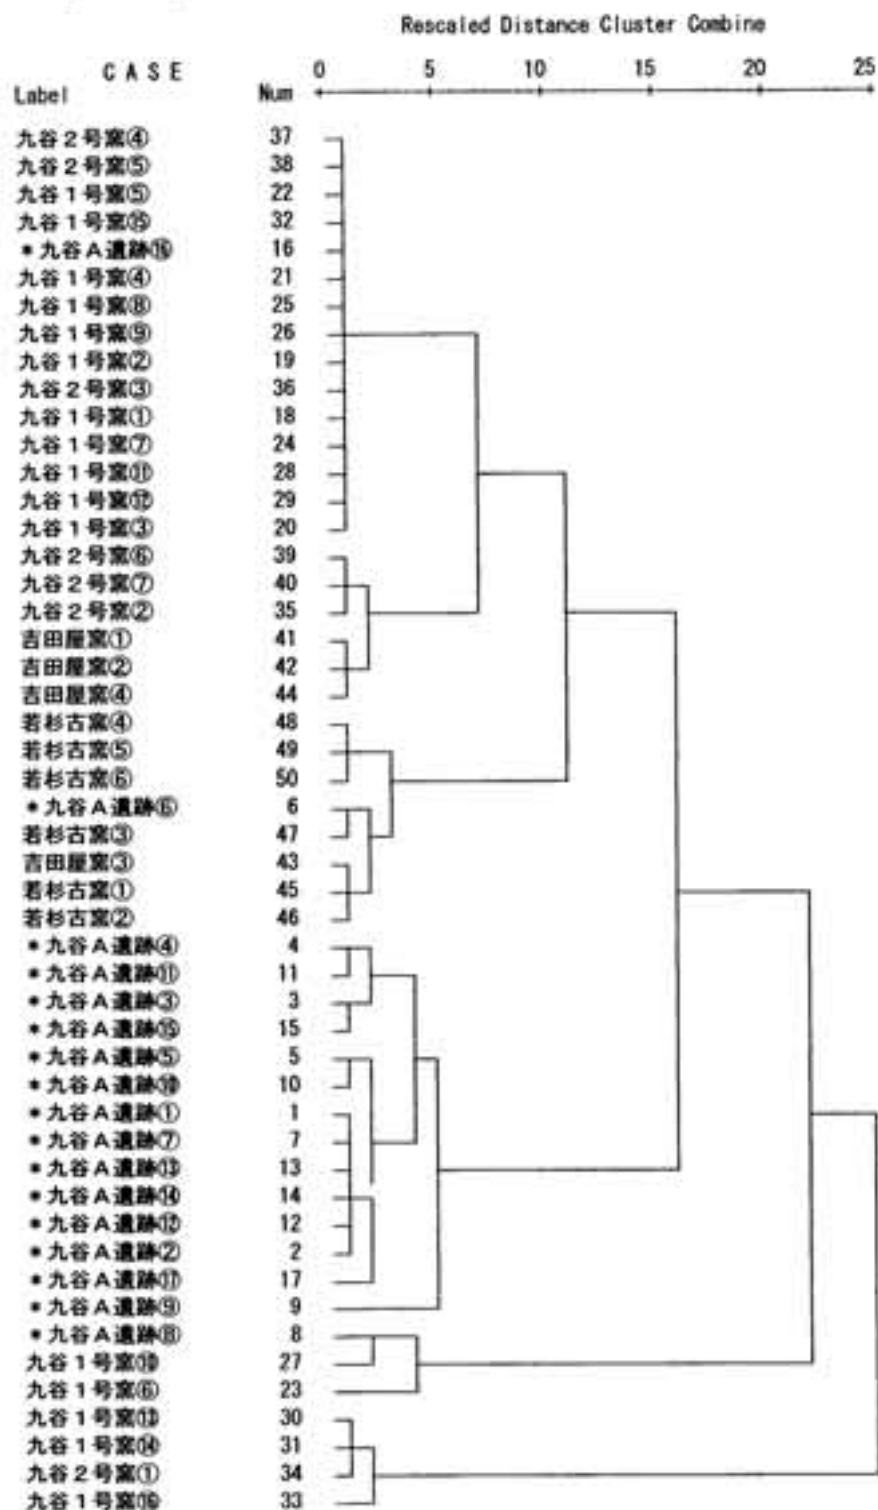 Rescaled Distance Cluster Combine
C A S E 0 5 10 15 20 25
Label Num
九谷2号窯④ 37
九谷2号窯⑤ 38
九谷1号窯⑤ 22
九谷1号窯⑮ 32
*九谷A遺跡⑯ 16
九谷1号窯④ 21
九谷1号窯⑧ 25
九谷1号窯⑨ 26
九谷1号窯② 19
九谷2号窯③ 36
九谷1号窯① 18
九谷1号窯⑦ 24
九谷1号窯⑪ 28
九谷1号窯⑫ 29
九谷1号窯③ 20
九谷2号窯⑥ 39
九谷2号窯⑦ 40
九谷2号窯② 35
吉田屋窯① 41
吉田屋窯② 42
吉田屋窯④ 44
若杉古窯④ 48
若杉古窯⑤ 49
若杉古窯⑥ 50
*九谷A遺跡⑥ 6
若杉古窯③ 47
吉田屋窯③ 43
若杉古窯① 45
若杉古窯② 46
*九谷A遺跡④ 4
*九谷A遺跡⑪ 11
*九谷A遺跡③ 3
*九谷A遺跡⑮ 15
*九谷A遺跡⑤ 5
*九谷A遺跡⑩ 10
*九谷A遺跡① 1
*九谷A遺跡⑦ 7
*九谷A遺跡⑬ 13
*九谷A遺跡⑭ 14
*九谷A遺跡⑫ 12
*九谷A遺跡② 2
*九谷A遺跡⑰ 17
*九谷A遺跡⑨ 9
*九谷A遺跡⑧ 8
九谷1号窯⑩ 27
九谷1号窯⑥ 23
九谷1号窯⑬ 30
九谷1号窯⑭ 31
九谷2号窯① 34
九谷1号窯⑯ 33